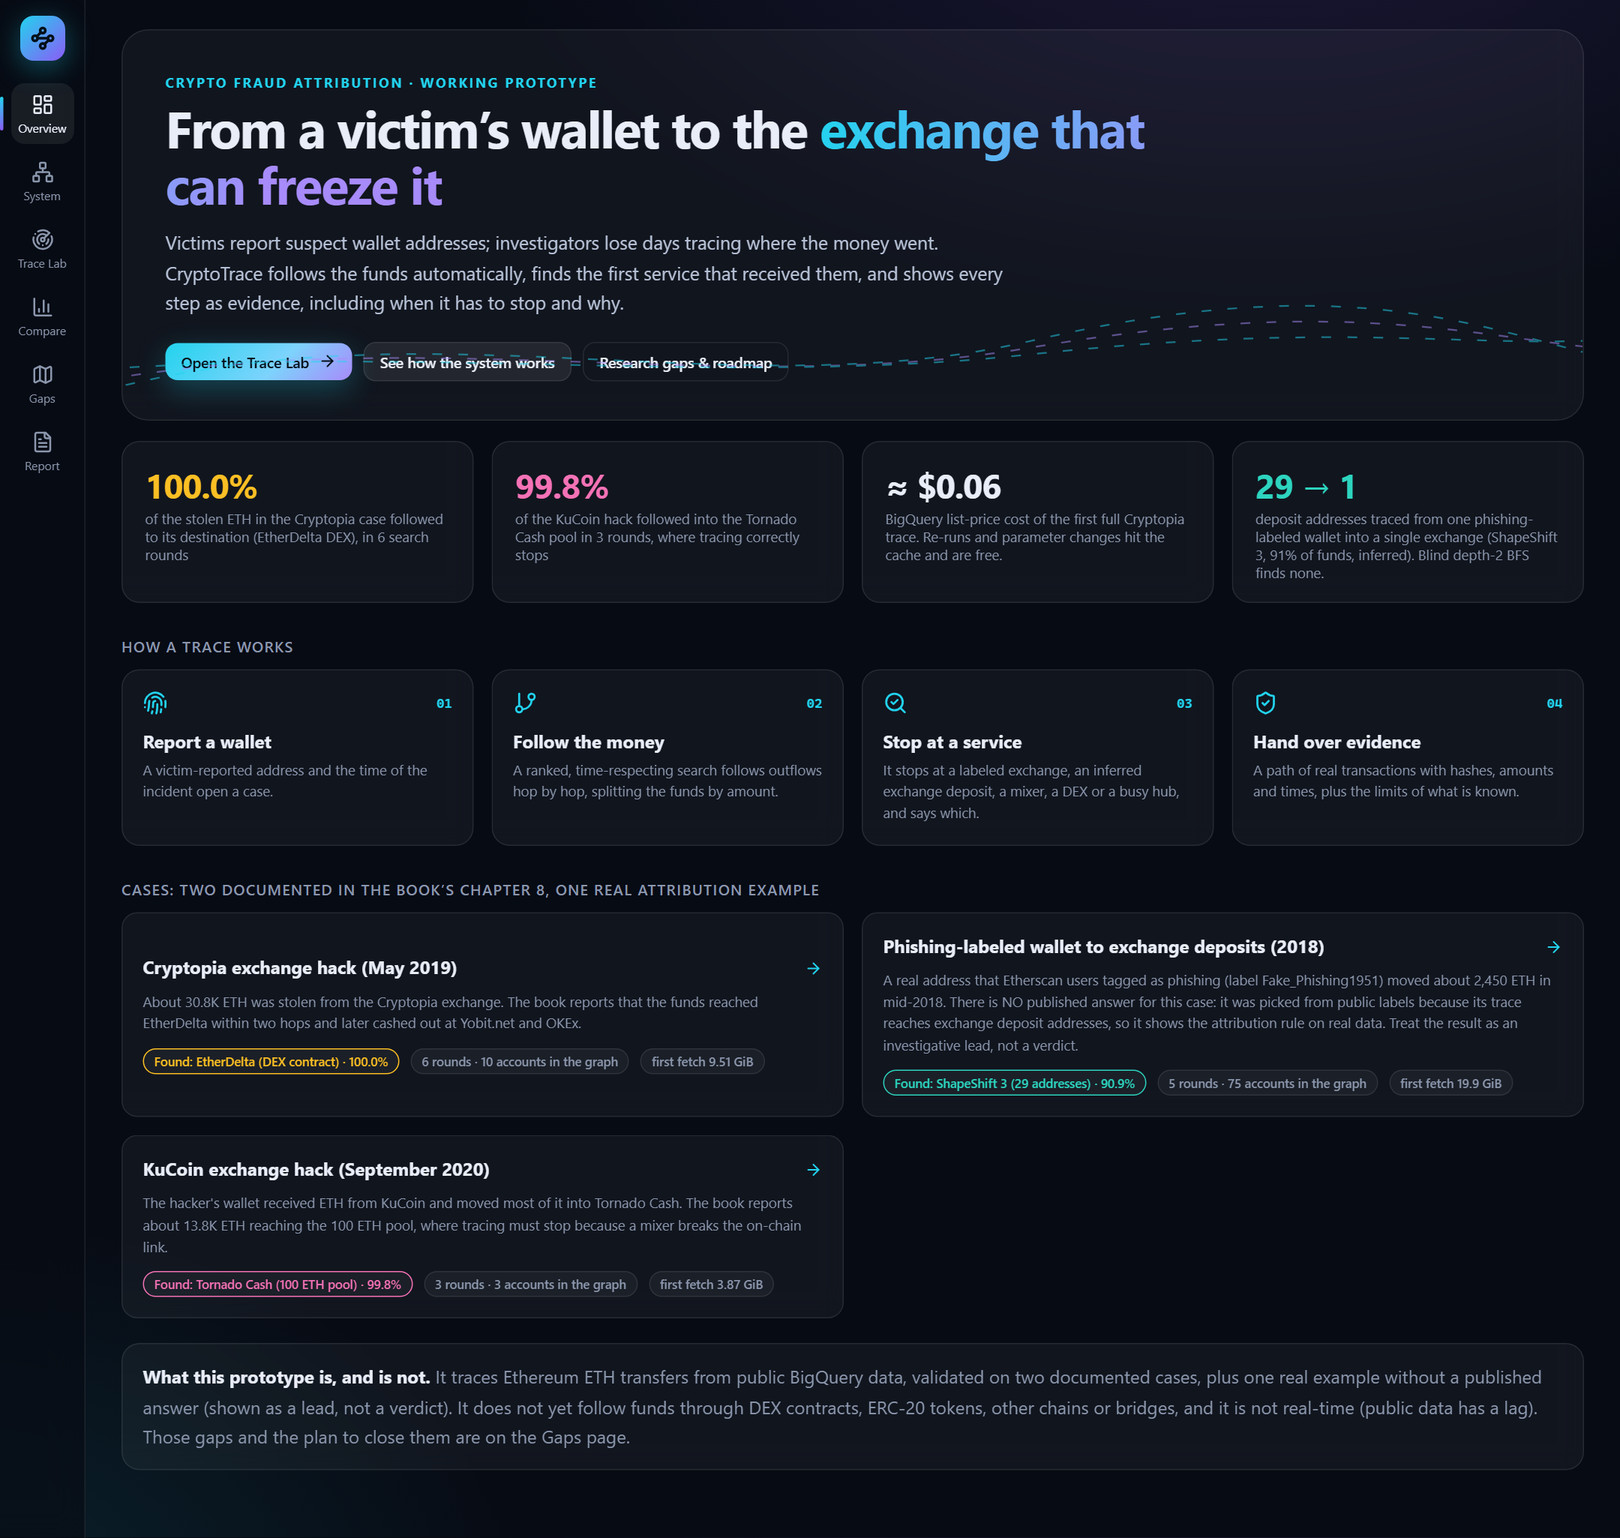 Overview
System
Trace Lab
Compare
Gaps
Report
CRYPTO FRAUD ATTRIBUTION · WORKING PROTOTYPE
From a victim’s wallet to the exchange that
can freeze it
Victims report suspect wallet addresses; investigators lose days tracing where the money went.
CryptoTrace follows the funds automatically, finds the first service that received them, and shows every
step as evidence, including when it has to stop and why.
Open the Trace Lab →
See how the system works
Research gaps & roadmap
100.0%
of the stolen ETH in the Cryptopia case followed
to its destination (EtherDelta DEX), in 6 search
rounds
99.8%
of the KuCoin hack followed into the Tornado
Cash pool in 3 rounds, where tracing correctly
stops
≈ $0.06
BigQuery list-price cost of the first full Cryptopia
trace. Re-runs and parameter changes hit the
cache and are free.
29 → 1
deposit addresses traced from one phishing-
labeled wallet into a single exchange (ShapeShift
3, 91% of funds, inferred). Blind depth-2 BFS
finds none.
HOW A TRACE WORKS
01
Report a wallet
A victim-reported address and the time of the
incident open a case.
02
Follow the money
A ranked, time-respecting search follows outflows
hop by hop, splitting the funds by amount.
03
Stop at a service
It stops at a labeled exchange, an inferred
exchange deposit, a mixer, a DEX or a busy hub,
and says which.
04
Hand over evidence
A path of real transactions with hashes, amounts
and times, plus the limits of what is known.
CASES: TWO DOCUMENTED IN THE BOOK’S CHAPTER 8, ONE REAL ATTRIBUTION EXAMPLE
Cryptopia exchange hack (May 2019)
About 30.8K ETH was stolen from the Cryptopia exchange. The book reports that the funds reached
EtherDelta within two hops and later cashed out at Yobit.net and OKEx.
Found: EtherDelta (DEX contract) · 100.0%
6 rounds · 10 accounts in the graph
first fetch 9.51 GiB
Phishing-labeled wallet to exchange deposits (2018)
A real address that Etherscan users tagged as phishing (label Fake_Phishing1951) moved about 2,450 ETH in
mid-2018. There is NO published answer for this case: it was picked from public labels because its trace
reaches exchange deposit addresses, so it shows the attribution rule on real data. Treat the result as an
investigative lead, not a verdict.
Found: ShapeShift 3 (29 addresses) · 90.9%
5 rounds · 75 accounts in the graph
first fetch 19.9 GiB
KuCoin exchange hack (September 2020)
The hacker's wallet received ETH from KuCoin and moved most of it into Tornado Cash. The book reports
about 13.8K ETH reaching the 100 ETH pool, where tracing must stop because a mixer breaks the on-chain
link.
Found: Tornado Cash (100 ETH pool) · 99.8%
3 rounds · 3 accounts in the graph
first fetch 3.87 GiB
What this prototype is, and is not. It traces Ethereum ETH transfers from public BigQuery data, validated on two documented cases, plus one real example without a published
answer (shown as a lead, not a verdict). It does not yet follow funds through DEX contracts, ERC-20 tokens, other chains or bridges, and it is not real-time (public data has a lag).
Those gaps and the plan to close them are on the Gaps page.